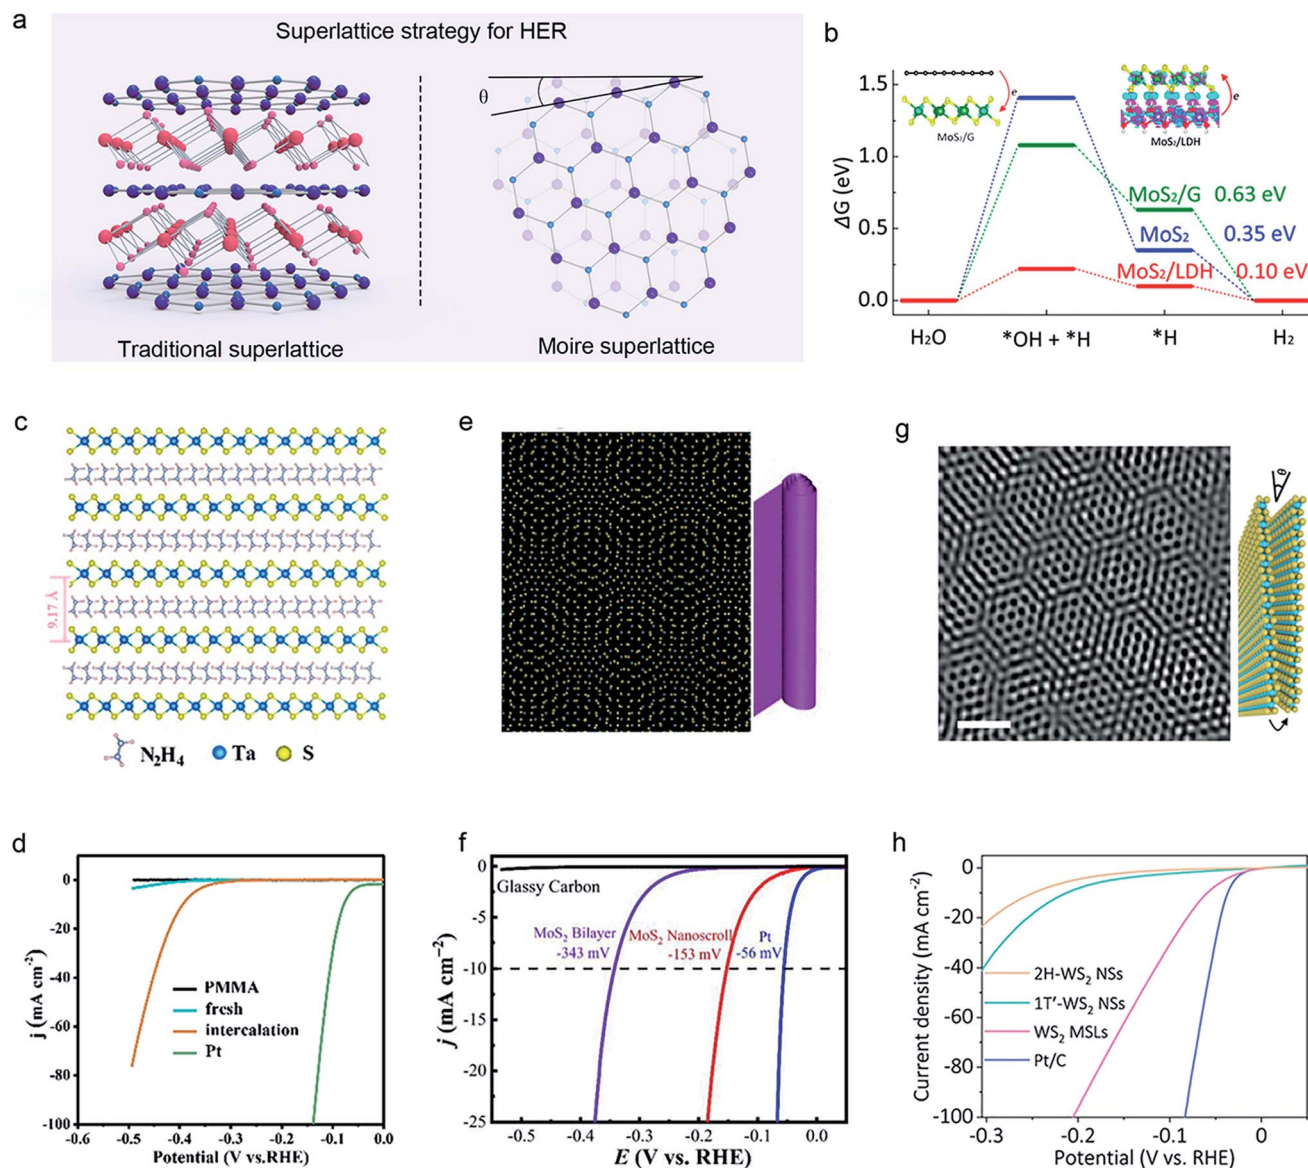 a
Superlattice strategy for HER
θ
Traditional superlattice
Moire superlattice
b
1.5
1.0
0.5
0.0
ΔG (eV)
e
MoS₂/G
e
MoS₂/LDH
MoS₂/G 0.63 eV
MoS₂ 0.35 eV
MoS₂/LDH 0.10 eV
H₂O
*OH + *H
*H
H₂
c
9.17 Å
N₂H₄
Ta
S
e
g
θ
d
0
-20
-40
-60
-80
-100
j (mA cm⁻²)
PMMA
fresh
intercalation
Pt
-0.6
-0.5
-0.4
-0.3
-0.2
-0.1
0.0
Potential (V vs.RHE)
f
0
-5
-10
-15
-20
-25
j (mA cm⁻²)
Glassy Carbon
MoS₂ Bilayer
-343 mV
MoS₂ Nanoscroll
-153 mV
Pt
-56 mV
-0.5
-0.4
-0.3
-0.2
-0.1
0.0
E (V vs. RHE)
h
0
-20
-40
-60
-80
-100
Current density (mA cm⁻²)
2H-WS₂ NSs
1T′-WS₂ NSs
WS₂ MSLs
Pt/C
-0.3
-0.2
-0.1
0
Potential (V vs. RHE)